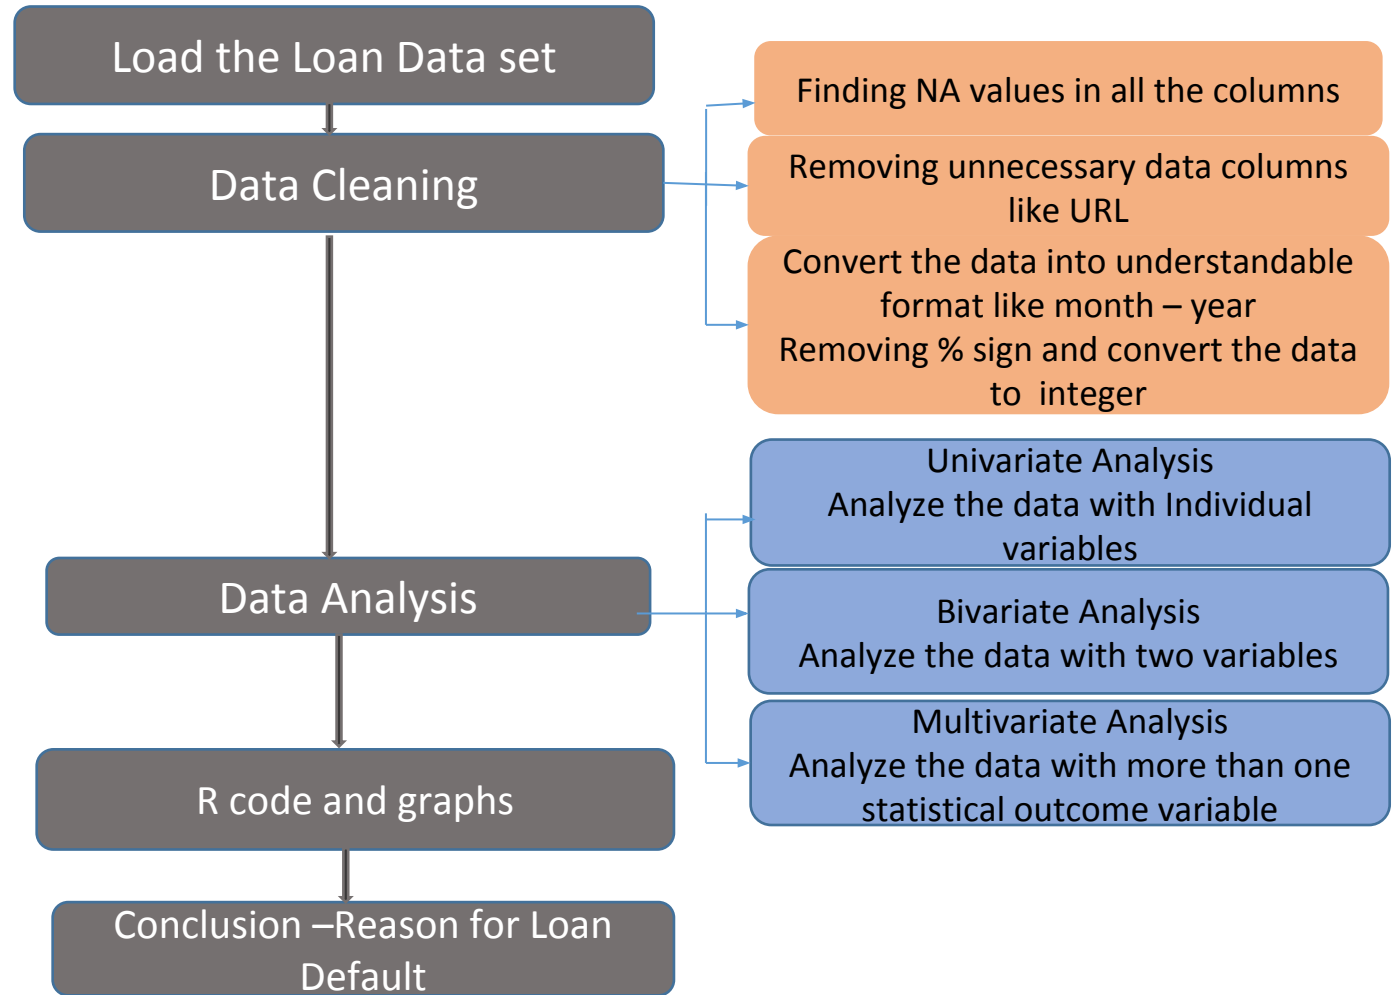 Load the Loan Data set
Finding NA values in all the columns
Data Cleaning
Removing unnecessary data columns
like URL
Convert the data into understandable
format like month – year
Removing % sign and convert the data
to integer
Data Analysis
Univariate Analysis
Analyze the data with Individual
variables
Bivariate Analysis
Analyze the data with two variables
Multivariate Analysis
Analyze the data with more than one
statistical outcome variable
R code and graphs
Conclusion –Reason for Loan
Default